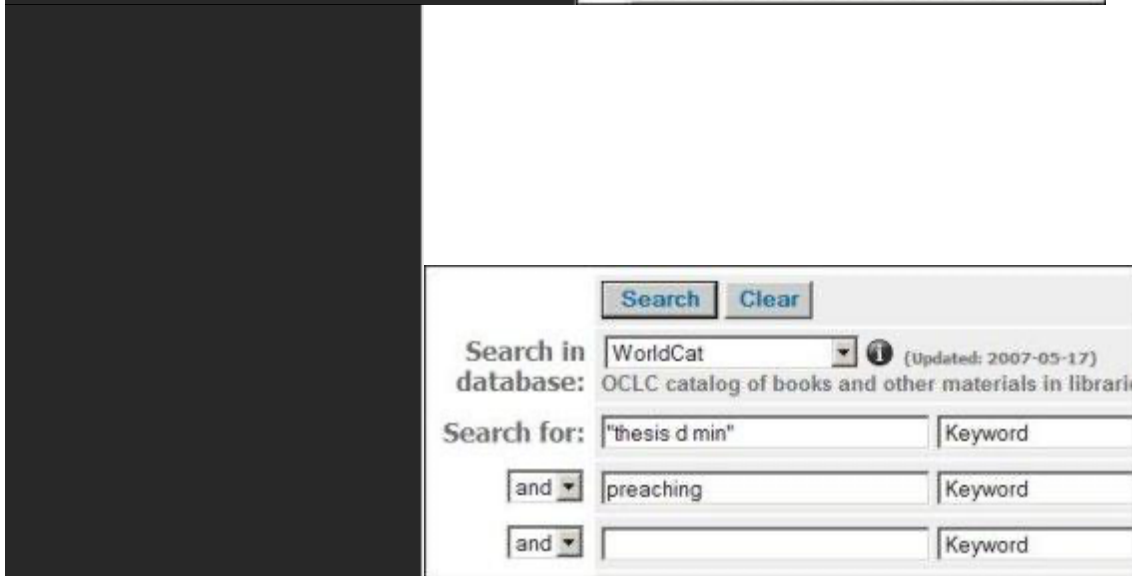 Search Clear
Search in database: WorldCat (Updated: 2007-05-17)
OCLC catalog of books and other materials in
Search for: "thesis d min" Keyword
and preaching Keyword
and Keyword